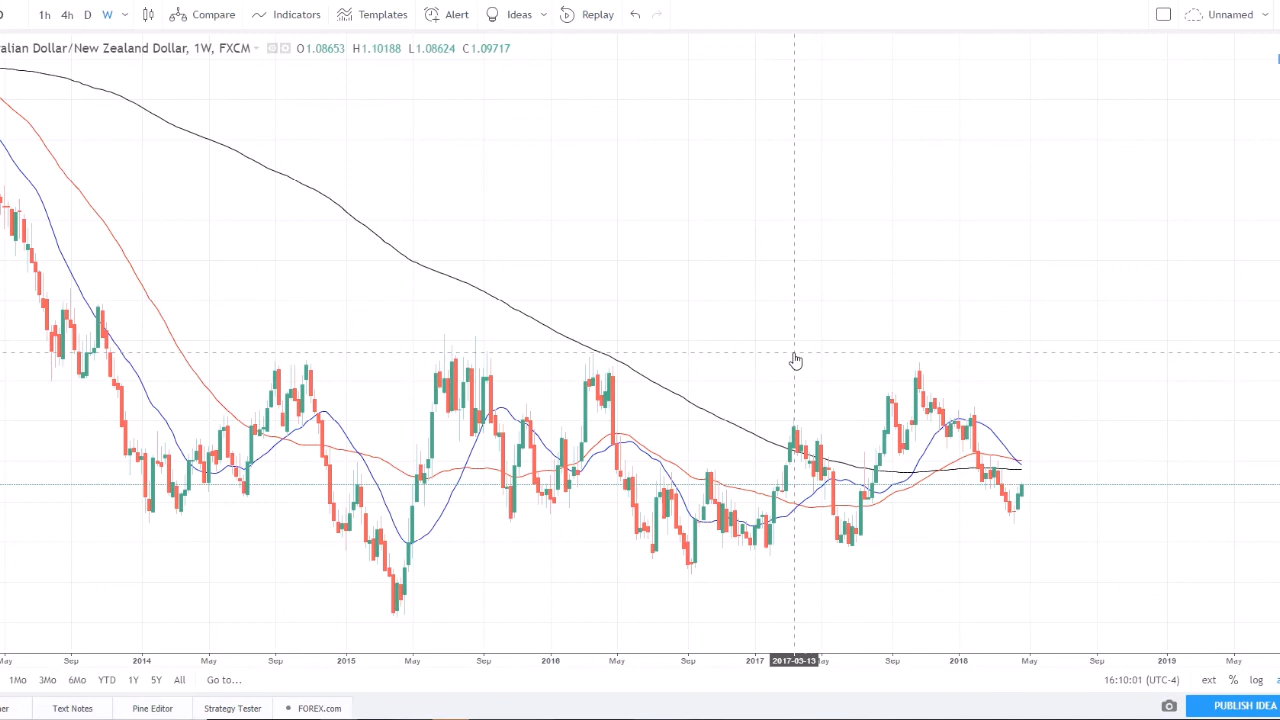 1h 4h D W Compare Indicators Templates Alert Ideas Replay Unnamed
ralian Dollar/New Zealand Dollar, 1W, FXCM O1.08653 H1.10188 L1.08624 C1.09717
May Sep 2014 May Sep 2015 May Sep 2016 May Sep 2017 2017-03-13 ay Sep 2018 May Sep 2019 May
1Mo 3Mo 6Mo YTD 1Y 5Y All Go to... 16:10:01 (UTC-4) ext % log a
ner Text Notes Pine Editor Strategy Tester FOREX.com PUBLISH IDEA